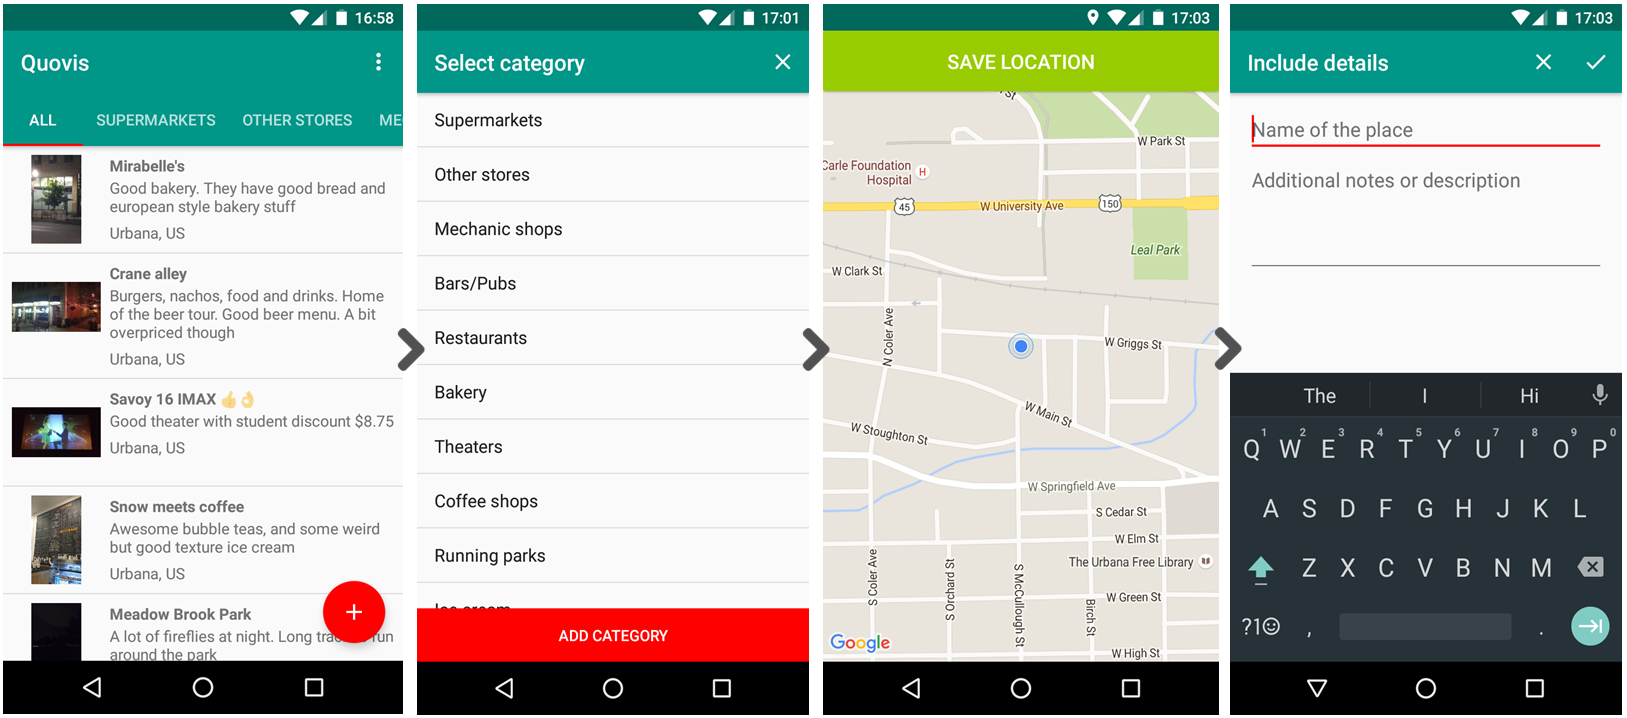 16:58
Quovis
ALL SUPERMARKETS OTHER STORES ME
Mirabelle's
Good bakery. They have good bread and
european style bakery stuff
Urbana, US
Crane alley
Burgers, nachos, food and drinks. Home
of the beer tour. Good beer menu. A bit
overpriced though
Urbana, US
Savoy 16 IMAX 👍👌
Good theater with student discount $8.75
Urbana, US
Snow meets coffee
Awesome bubble teas, and some weird
but good texture ice cream
Urbana, US
Meadow Brook Park
A lot of fireflies at night. Long run
around the park
+
17:01
Select category
Supermarkets
Other stores
Mechanic shops
Bars/Pubs
Restaurants
Bakery
Theaters
Coffee shops
Running parks
Ice cream
ADD CATEGORY
17:03
SAVE LOCATION
St
W Park St
Carle Foundation
Hospital
H
45
W University Ave
150
Leal Park
W Clark St
N Coler Ave
W Griggs St
W Main St
W Stoughton St
W Springfield Ave
S Cedar St
W Elm St
The Urbana Free Library
S Coler Ave
S Orchard St
S McCullough St
Birch St
W Green St
Google
W High St
17:03
Include details
Name of the place
Additional notes or description
The I Hi
1 2 3 4 5 6 7 8 9 0
Q W E R T Y U I O P
A S D F G H J K L
Z X C V B N M
?1☺ , .